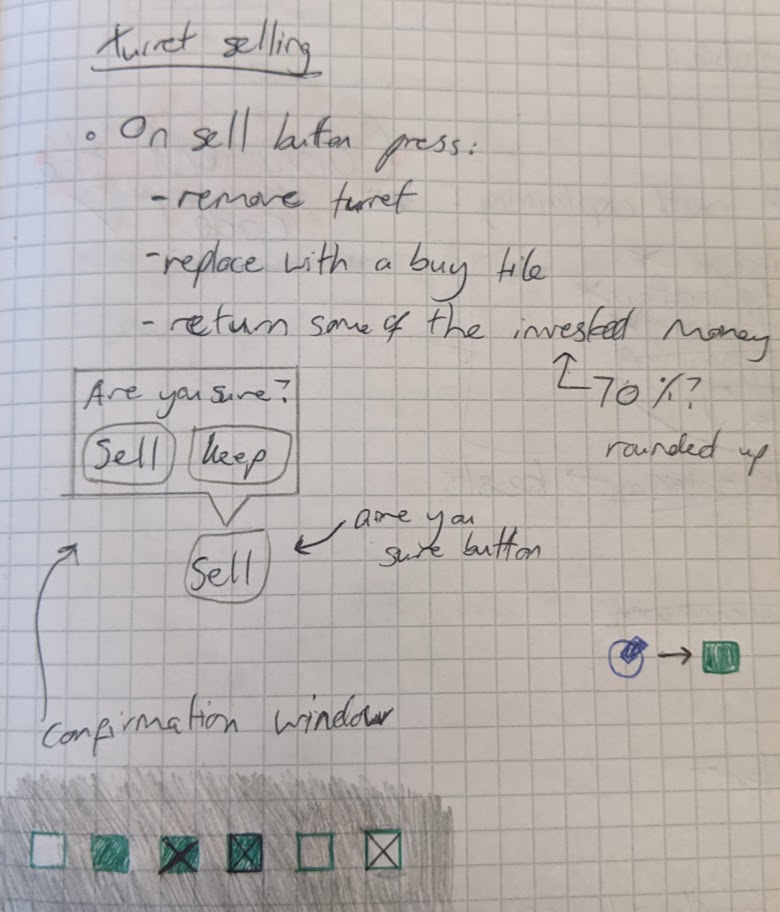 turret selling
• On sell button press:
- remove turret
- replace with a buy tile
- return some of the invested money
70%?
rounded up
Are you sure?
Sell keep
Sell
are you
sure button
confirmation window